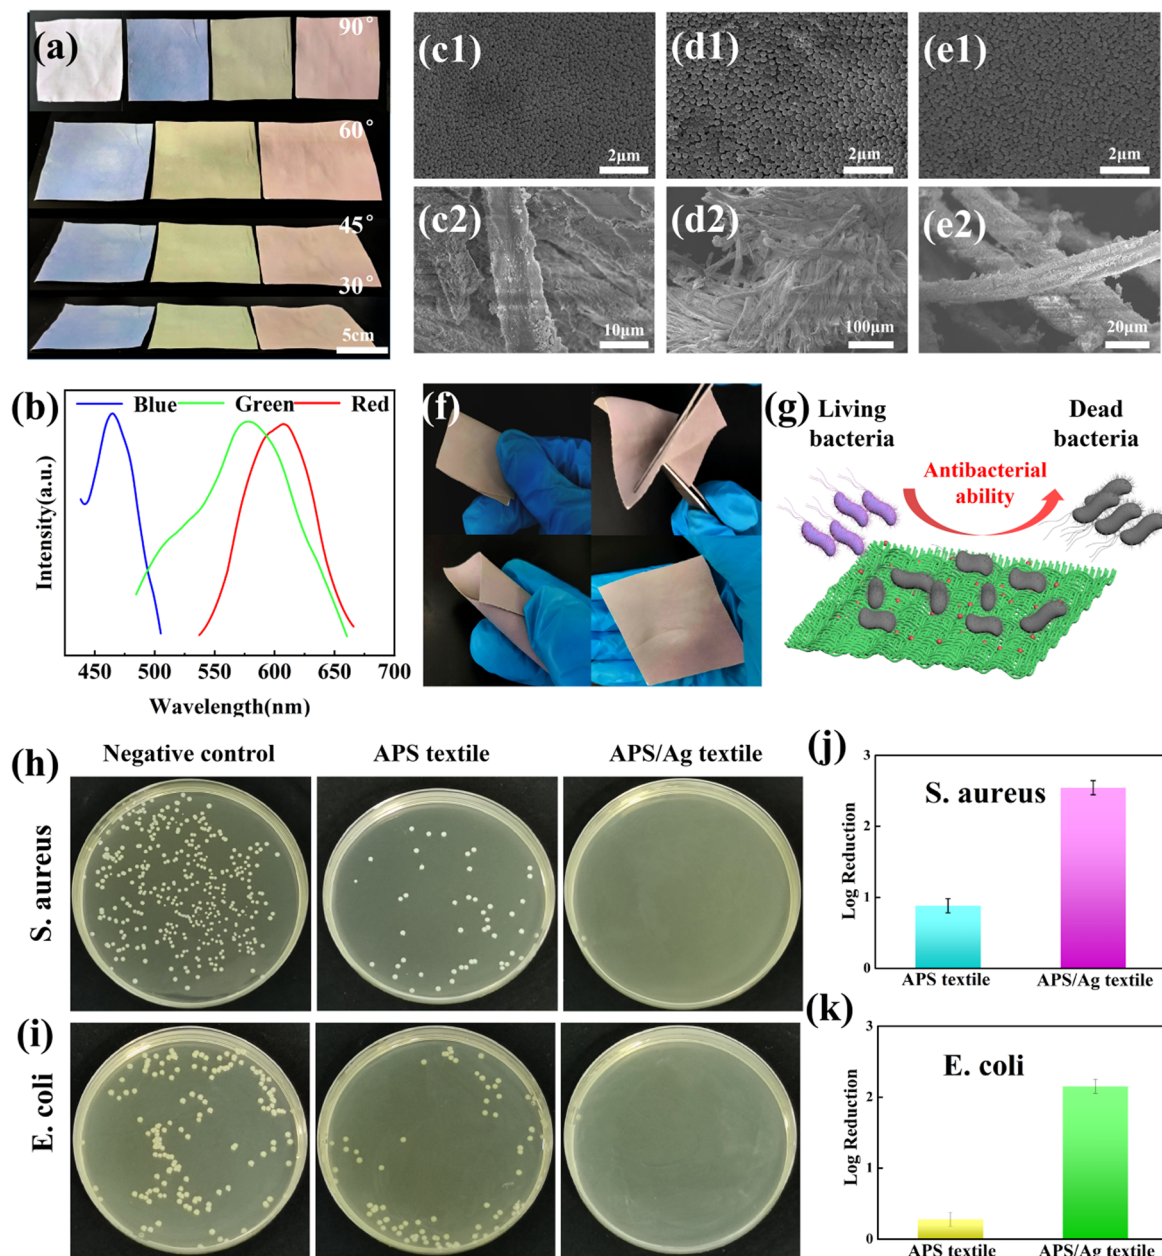 (a)
90°
60°
45°
30°
5cm
(c1)
2μm
(d1)
2μm
(e1)
2μm
(c2)
10μm
(d2)
100μm
(e2)
20μm
(b)
Blue
Green
Red
Intensity(a.u.)
450
500
550
600
650
700
Wavelength(nm)
(f)
(g)
Living
bacteria
Dead
bacteria
Antibacterial
ability
(h)
Negative control
APS textile
APS/Ag textile
S. aureus
(i)
E. coli
(j)
3
2
1
0
Log Reduction
S. aureus
APS textile
APS/Ag textile
(k)
3
2
1
0
Log Reduction
E. coli
APS textile
APS/Ag textile